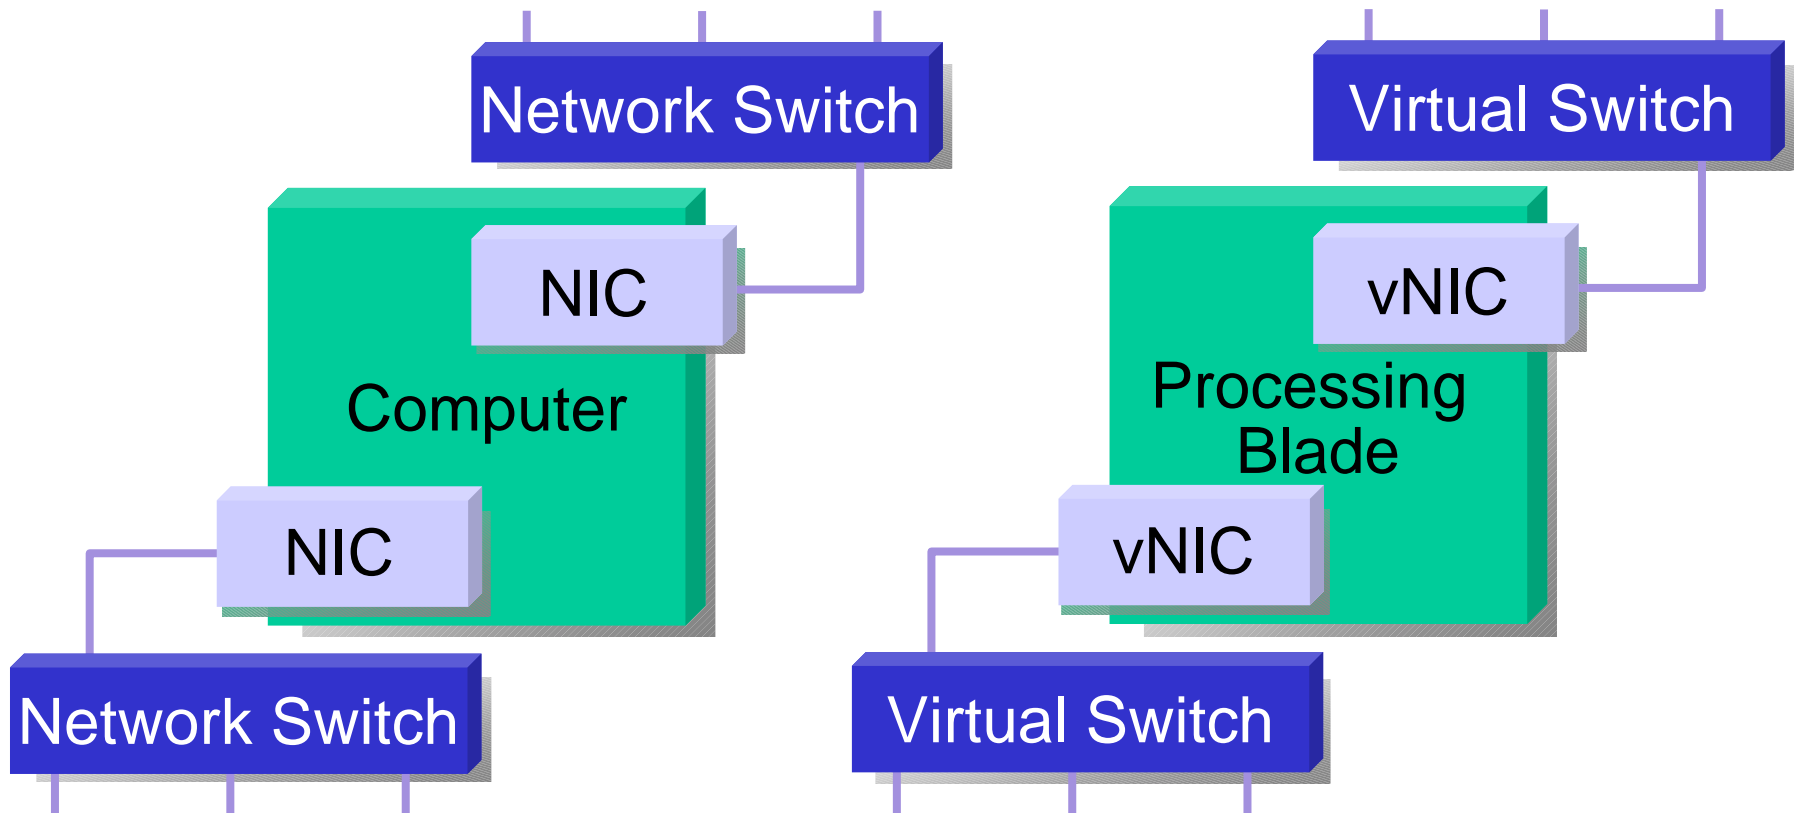 Network Switch
NIC
Computer
NIC
Network Switch
Virtual Switch
vNIC
Processing
Blade
vNIC
Virtual Switch